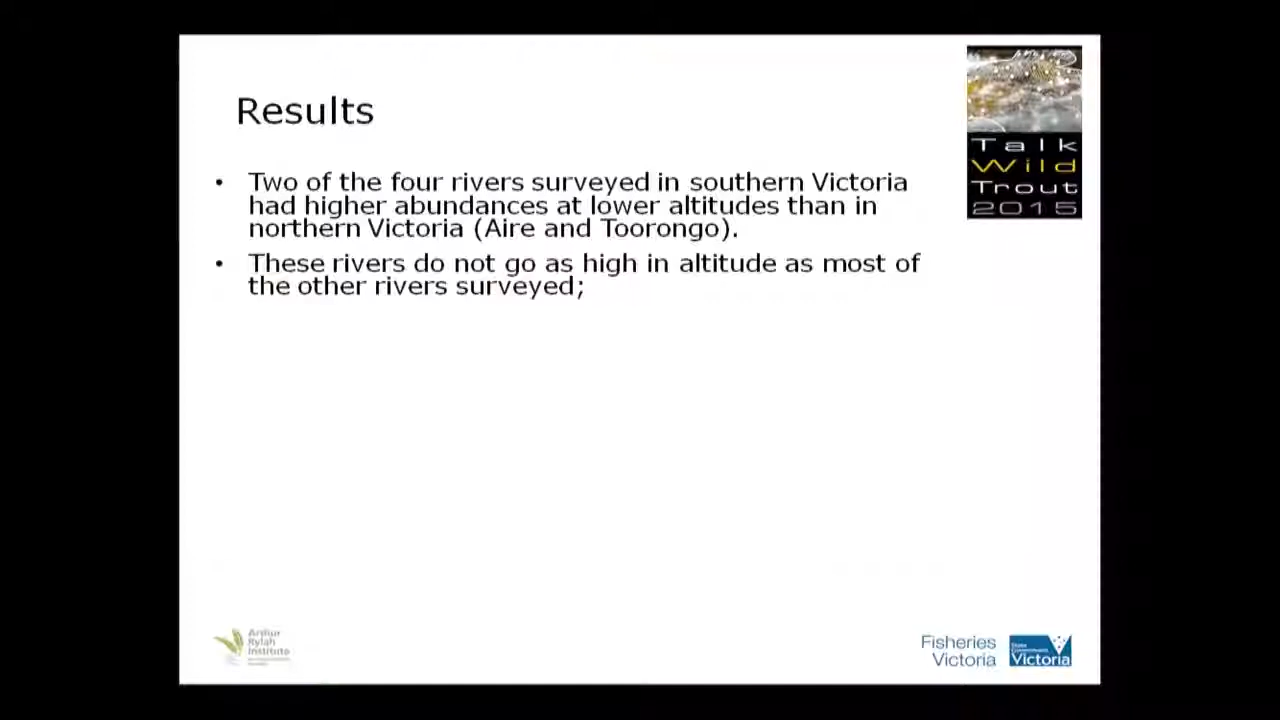 Results
• Two of the four rivers surveyed in southern Victoria
had higher abundances at lower altitudes than in
northern Victoria (Aire and Toorongo).
• These rivers do not go as high in altitude as most of
the other rivers surveyed;
Talk
Wild
Trout
2015
Arthur
Rylah
Institute
Fisheries
Victoria
State
Government
Victoria